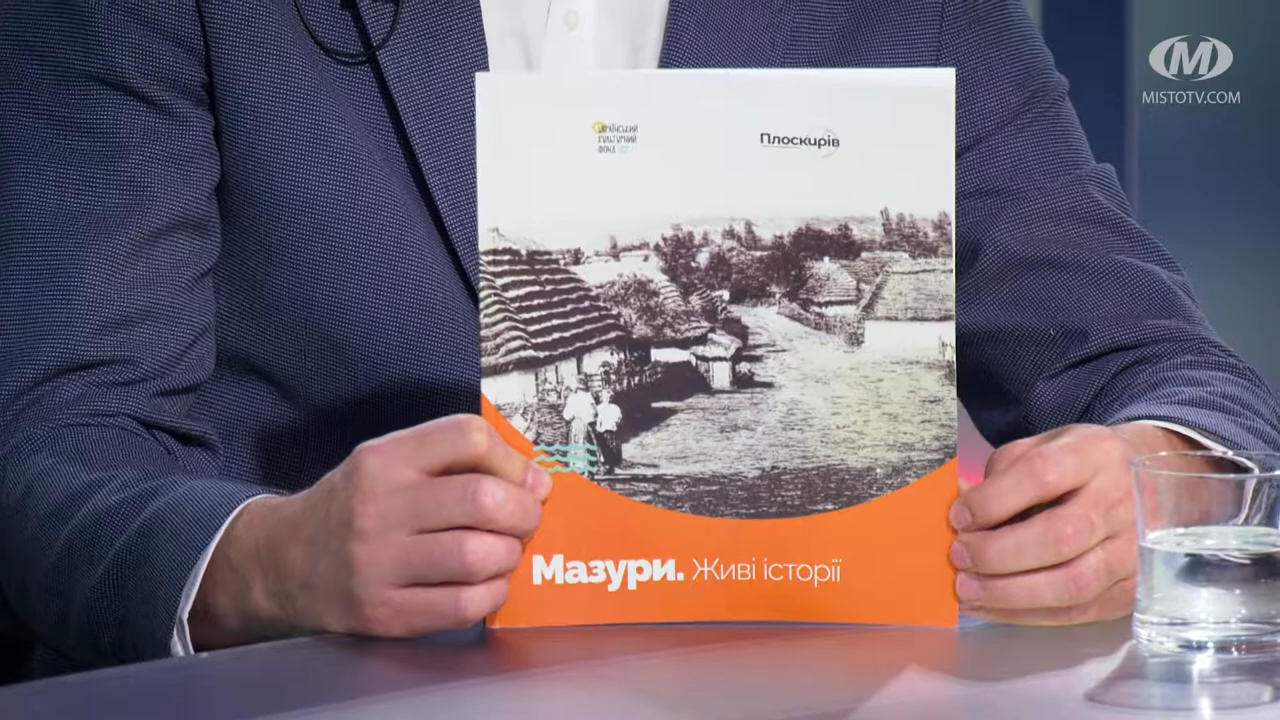 MISTOTV.COM
УКРАЇНСЬКИЙ
КУЛЬТУРНИЙ
ФОНД
Плоскирів
Мазури. Живі історії